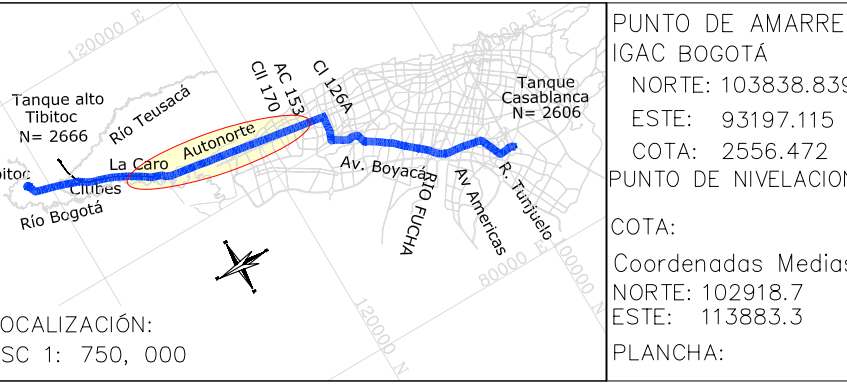 120000 E
Tanque alto
Tibitoc
N= 2666
Río Teusacá
Cll 170
AC 153
Cl 126A
Tanque
Casablanca
N= 2606
La Caro
Autonorte
Clubes
Río Bogotá
Av. Boyacá
RIO FUCHA
Av Americas
R. Tunjuelo
80000 E
100000 N
120000 N
OCALIZACIÓN:
SC 1: 750, 000
PUNTO DE AMARRE
IGAC BOGOTÁ
NORTE: 103838.839
ESTE: 93197.115
COTA: 2556.472
PUNTO DE NIVELACION
COTA:
Coordenadas Medias
NORTE: 102918.7
ESTE: 113883.3
PLANCHA: